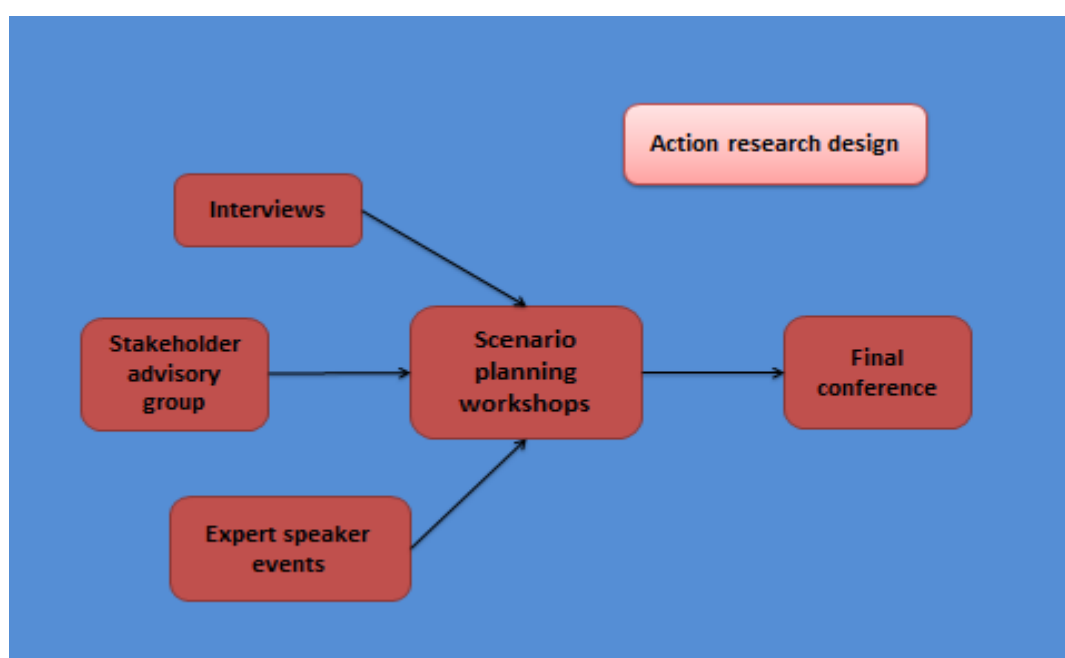 Action research design
Interviews
Stakeholder
advisory
group
Scenario
planning
workshops
Final
conference
Expert speaker
events